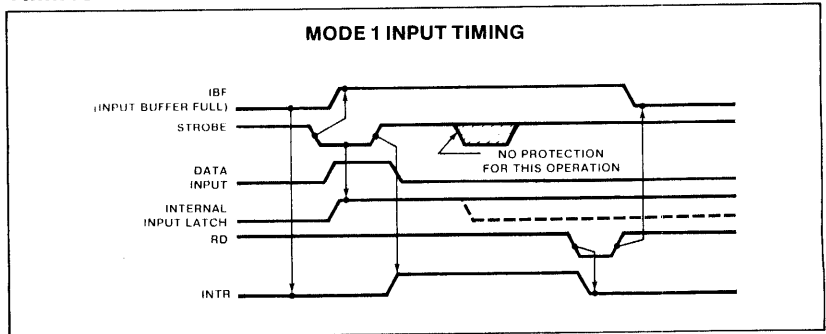 MODE 1 INPUT TIMING
IBF
(INPUT BUFFER FULL)
STROBE
NO PROTECTION
FOR THIS OPERATION
DATA
INPUT
INTERNAL
INPUT LATCH
RD
INTR